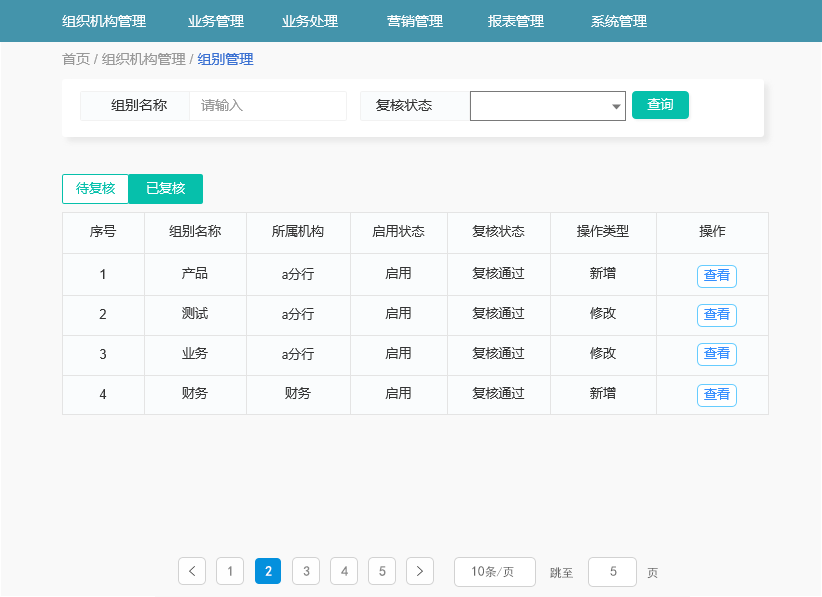 组织机构管理 业务管理 业务处理 营销管理 报表管理 系统管理
首页 / 组织机构管理 / 组别管理
组别名称 请输入 复核状态 查询
待复核 已复核
序号 组别名称 所属机构 启用状态 复核状态 操作类型 操作
1 产品 a分行 启用 复核通过 新增 查看
2 测试 a分行 启用 复核通过 修改 查看
3 业务 a分行 启用 复核通过 修改 查看
4 财务 财务 启用 复核通过 新增 查看
< 1 2 3 4 5 > 10条/页 跳至 5 页